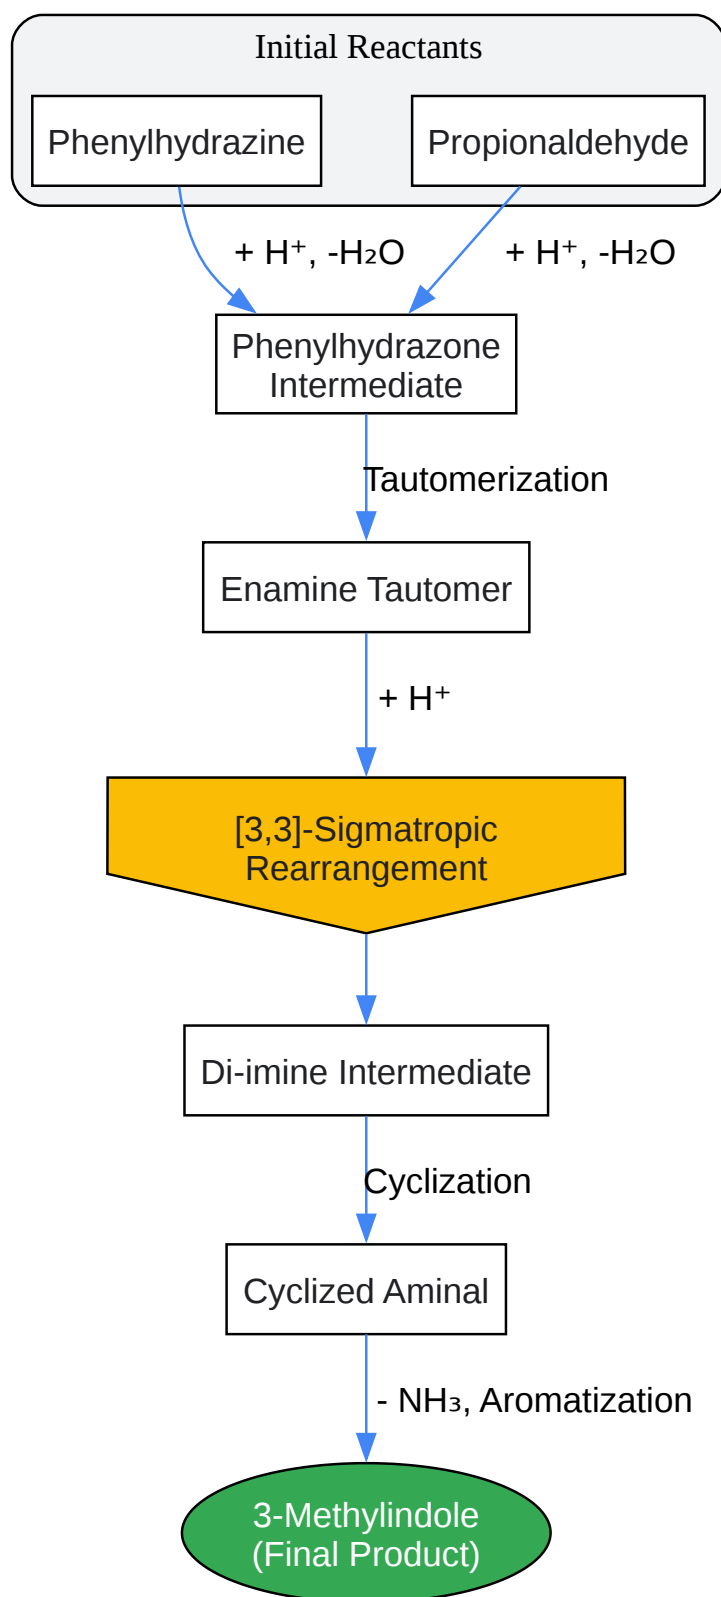 Initial Reactants
Phenylhydrazine
Propionaldehyde
+ H⁺, -H₂O
+ H⁺, -H₂O
Phenylhydrazone
Intermediate
Tautomerization
Enamine Tautomer
+ H⁺
[3,3]-Sigmatropic
Rearrangement
Di-imine Intermediate
Cyclization
Cyclized Aminal
- NH₃, Aromatization
3-Methylindole
(Final Product)